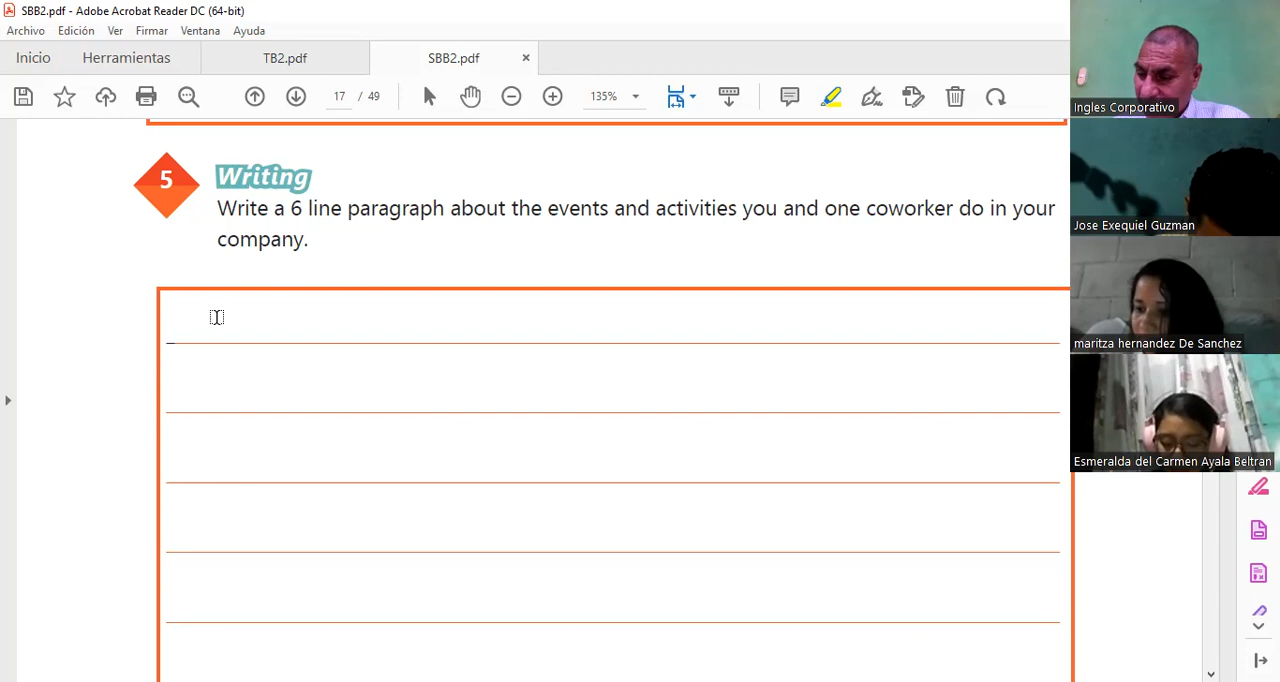 SBB2.pdf - Adobe Acrobat Reader DC (64-bit)
Archivo Edición Ver Firmar Ventana Ayuda
Inicio Herramientas TB2.pdf SBB2.pdf ×
17 / 49 135%
Ingles Corporativo
5 Writing
Write a 6 line paragraph about the events and activities you and one coworker do in your
company.
Jose Exequiel Guzman
maritza hernandez De Sanchez
Esmeralda del Carmen Ayala Beltran